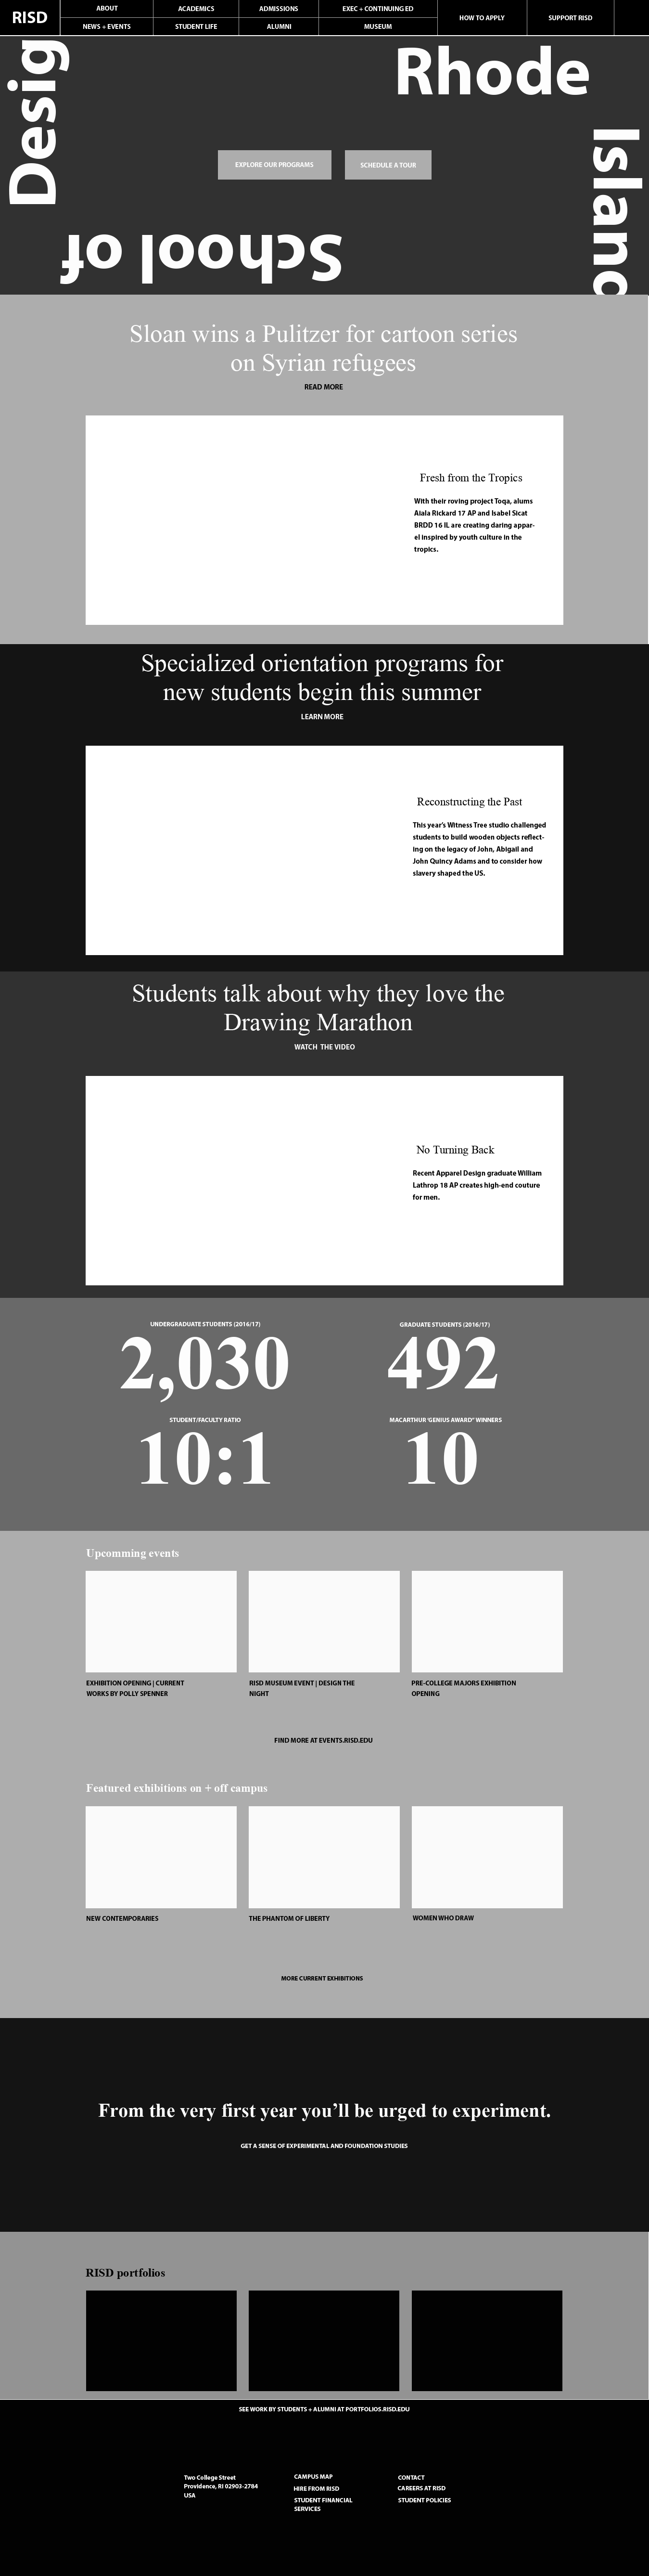 RISD
ABOUT
ACADEMICS
ADMISSIONS
EXEC + CONTINUING ED
HOW TO APPLY
SUPPORT RISD
NEWS + EVENTS
STUDENT LIFE
ALUMNI
MUSEUM
Rhode
Island
School of
Desig
EXPLORE OUR PROGRAMS
SCHEDULE A TOUR
Sloan wins a Pulitzer for cartoon series
on Syrian refugees
READ MORE
Fresh from the Tropics
With their roving project Toqa, alums
Aiala Rickard 17 AP and Isabel Sicat
BRDD 16 IL are creating daring appar-
el inspired by youth culture in the
tropics.
Specialized orientation programs for
new students begin this summer
LEARN MORE
Reconstructing the Past
This year's Witness Tree studio challenged
students to build wooden objects reflect-
ing on the legacy of John, Abigail and
John Quincy Adams and to consider how
slavery shaped the US.
Students talk about why they love the
Drawing Marathon
WATCH THE VIDEO
No Turning Back
Recent Apparel Design graduate William
Lathrop 18 AP creates high-end couture
for men.
UNDERGRADUATE STUDENTS (2016/17)
2,030
GRADUATE STUDENTS (2016/17)
492
STUDENT/FACULTY RATIO
10:1
MACARTHUR 'GENIUS AWARD" WINNERS
10
Upcomming events
EXHIBITION OPENING | CURRENT
WORKS BY POLLY SPENNER
RISD MUSEUM EVENT | DESIGN THE
NIGHT
PRE-COLLEGE MAJORS EXHIBITION
OPENING
FIND MORE AT EVENTS.RISD.EDU
Featured exhibitions on + off campus
NEW CONTEMPORARIES
THE PHANTOM OF LIBERTY
WOMEN WHO DRAW
MORE CURRENT EXHIBITIONS
From the very first year you'll be urged to experiment.
GET A SENSE OF EXPERIMENTAL AND FOUNDATION STUDIES
RISD portfolios
SEE WORK BY STUDENTS + ALUMNI AT PORTFOLIOS.RISD.EDU
Two College Street
Providence, RI 02903-2784
USA
CAMPUS MAP
HIRE FROM RISD
STUDENT FINANCIAL
SERVICES
CONTACT
CAREERS AT RISD
STUDENT POLICIES